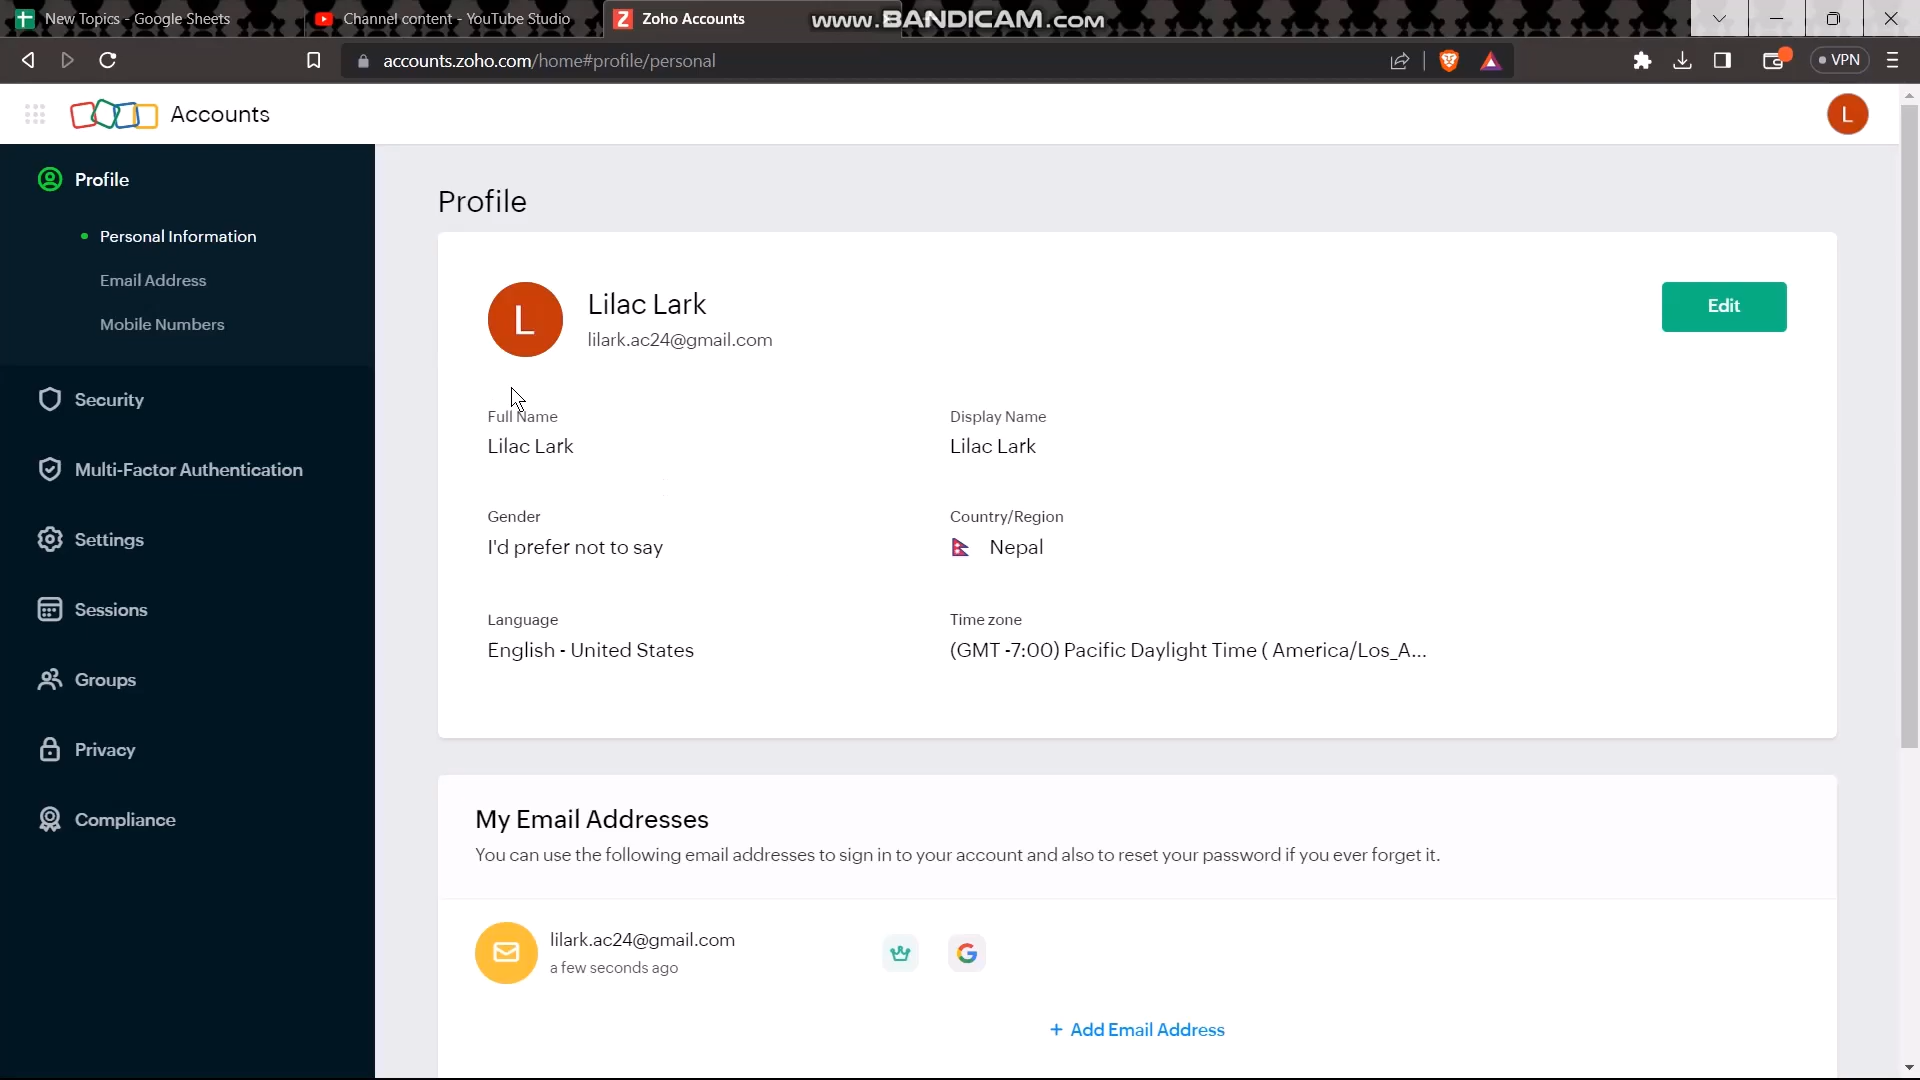 New Topics - Google Sheets
Channel content - YouTube Studio
Zoho Accounts
www.BANDICAM.com
accounts.zoho.com/home#profile/personal
VPN
Accounts
L
Profile
Personal Information
Email Address
Mobile Numbers
Security
Multi-Factor Authentication
Settings
Sessions
Groups
Privacy
Compliance
Profile
L
Lilac Lark
lilark.ac24@gmail.com
Edit
Full Name
Lilac Lark
Display Name
Lilac Lark
Gender
I'd prefer not to say
Country/Region
Nepal
Language
English - United States
Time zone
(GMT -7:00) Pacific Daylight Time ( America/Los_A...
My Email Addresses
You can use the following email addresses to sign in to your account and also to reset your password if you ever forget it.
lilark.ac24@gmail.com
a few seconds ago
+ Add Email Address